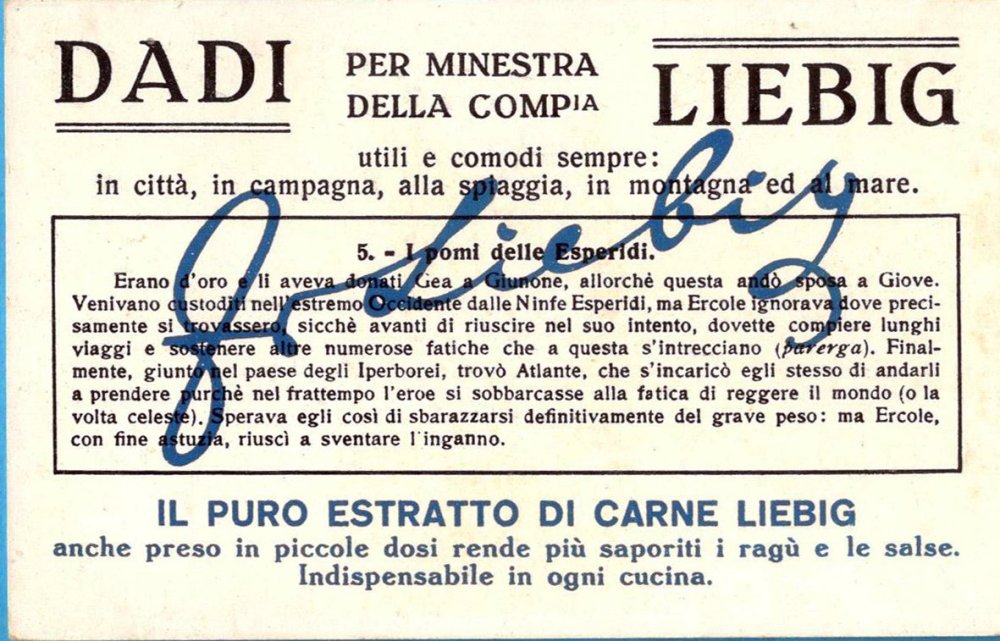 DADI PER MINESTRA DELLA COMPIA LIEBIG
utili e comodi sempre:
in città, in campagna, alla spiaggia, in montagna ed al mare.
5. - I pomi delle Esperidi.
Erano d'oro e li aveva donati Gea a Giunone, allorchè questa andò sposa a Giove.
Venivano custoditi nell'estremo Occidente dalle Ninfe Esperidi, ma Ercole ignorava dove preci-
samente si trovassero, sicchè avanti di riuscire nel suo intento, dovette compiere lunghi
viaggi e sostenere altre numerose fatiche che a questa s'intrecciano (parerga). Final-
mente, giunto nel paese degli Iperborei, trovò Atlante, che s'incaricò egli stesso di andarli
a prendere purchè nel frattempo l'eroe si sobbarcasse alla fatica di reggere il mondo (o la
volta celeste). Sperava egli così di sbarazzarsi definitivamente del grave peso: ma Ercole,
con fine astuzia, riuscì a sventare l'inganno.
J v Liebig
IL PURO ESTRATTO DI CARNE LIEBIG
anche preso in piccole dosi rende più saporiti i ragù e le salse.
Indispensabile in ogni cucina.